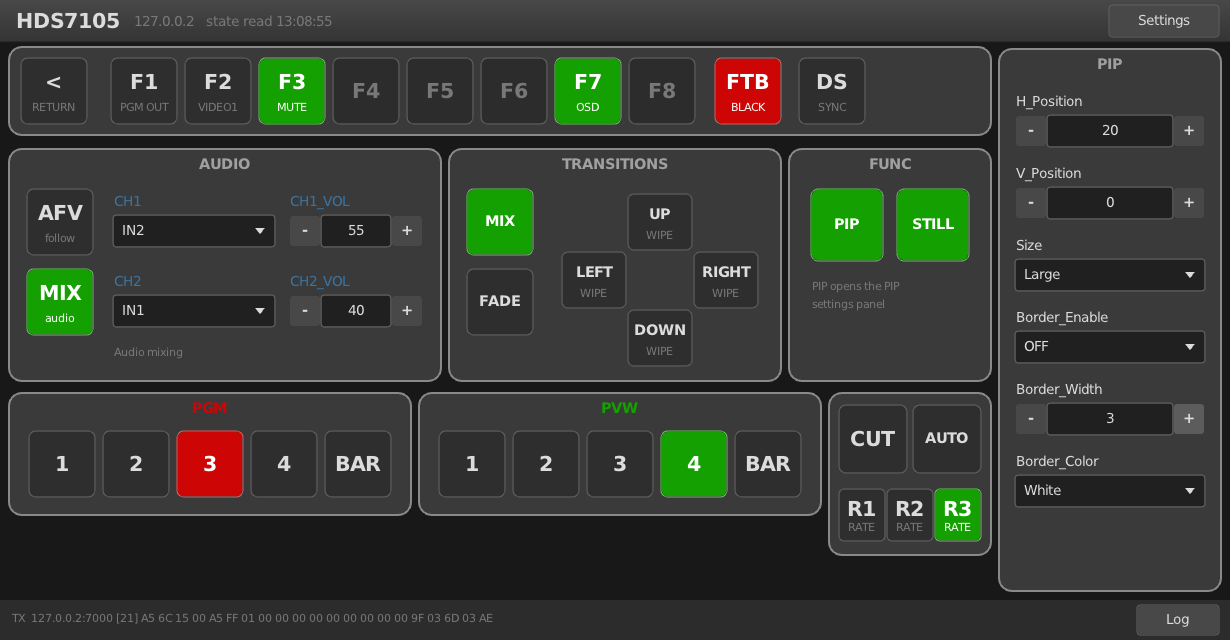 HDS7105 127.0.0.2 state read 13:08:55 Settings
< RETURN
F1 PGM OUT
F2 VIDEO1
F3 MUTE
F4
F5
F6
F7 OSD
F8
FTB BLACK
DS SYNC
AUDIO
AFV follow
CH1
IN2
CH1_VOL
- 55 +
MIX audio
CH2
IN1
CH2_VOL
- 40 +
Audio mixing
TRANSITIONS
MIX
FADE
UP WIPE
LEFT WIPE
RIGHT WIPE
DOWN WIPE
FUNC
PIP
STILL
PIP opens the PIP
settings panel
PIP
H_Position
- 20 +
V_Position
- 0 +
Size
Large
Border_Enable
OFF
Border_Width
- 3 +
Border_Color
White
PGM
1 2 3 4 BAR
PVW
1 2 3 4 BAR
CUT AUTO
R1 RATE
R2 RATE
R3 RATE
TX 127.0.0.2:7000 [21] A5 6C 15 00 A5 FF 01 00 00 00 00 00 00 00 00 00 9F 03 6D 03 AE
Log